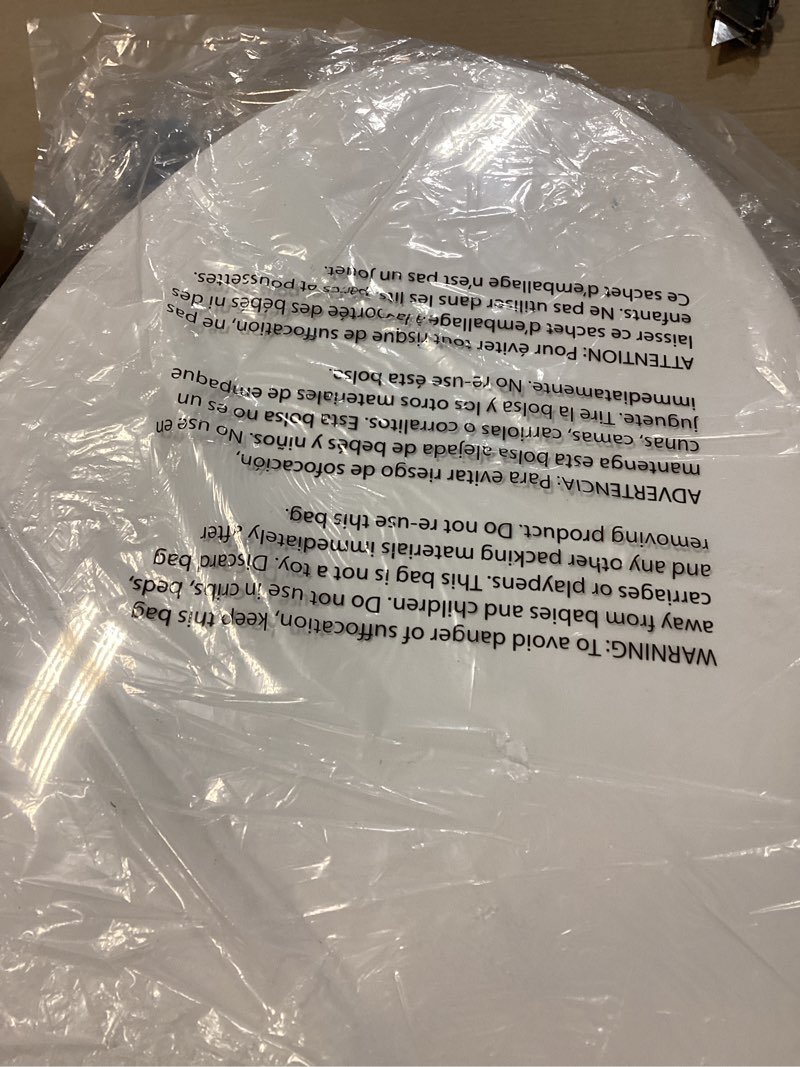 WARNING: To avoid danger of suffocation, keep this bag
away from babies and children. Do not use in cribs, beds,
carriages or playpens. This bag is not a toy. Discard bag
and any other packing materials immediately after
removing product. Do not re-use this bag.
ADVERTENCIA: Para evitar riesgo de sofocación,
mantenga esta bolsa alejada de bebés y niños. No use en
cunas, camas, carriolas o corralitos. Esta bolsa no es un
juguete. Tire la bolsa y los otros materiales de empaque
immediatamente. No re-use ésta bolse.
ATTENTION: Pour éviter tout risque de suffocation, ne pas
laisser ce sachet d'emballage à la portée des bébés ni des
enfants. Ne pas utiliser dans les lits, parcs et poussettes.
Ce sachet d'emballage n'est pas un jouet.